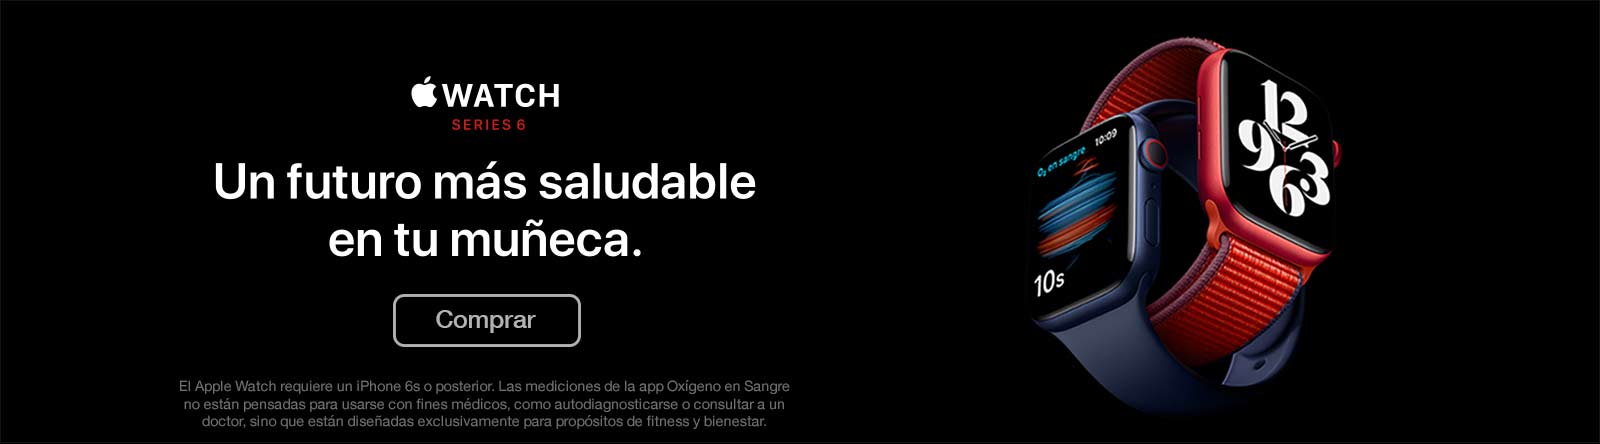 WATCH
SERIES 6
Un futuro más saludable
en tu muñeca.
Comprar
El Apple Watch requiere un iPhone 6s o posterior. Las mediciones de la app Oxígeno en Sangre
no están pensadas para usarse con fines médicos, como autodiagnosticarse o consultar a un
doctor, sino que están diseñadas exclusivamente para propósitos de fitness y bienestar.
10:09
O₂ en sangre
10s
12
9 3
6